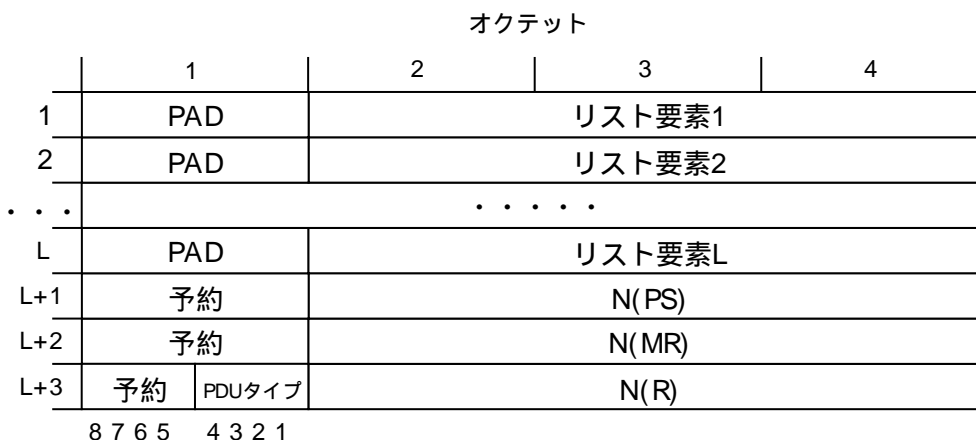 オクテット
1 2 3 4
1 PAD リスト要素1
2 PAD リスト要素2
・・・ ・・・・・
L PAD リスト要素L
L+1 予約 N(PS)
L+2 予約 N(MR)
L+3 予約 PDUタイプ N(R)
8 7 6 5 4 3 2 1